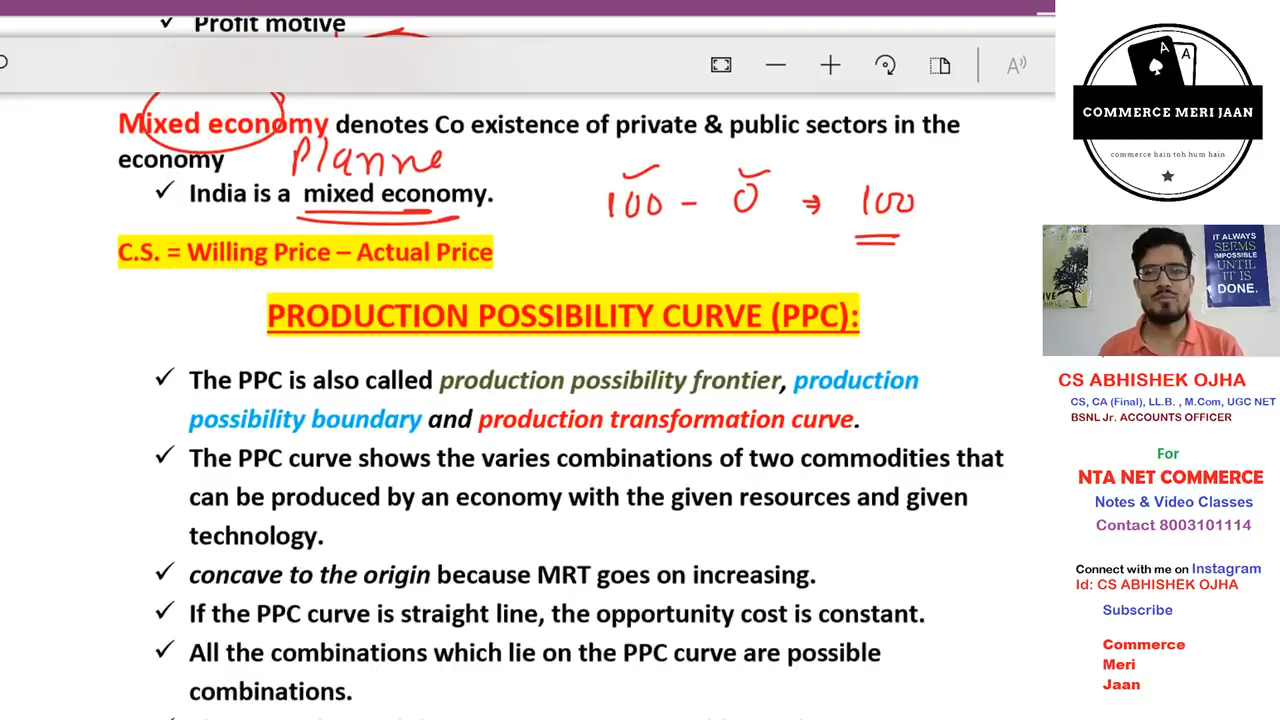 ✓ Profit motive
Mixed economy denotes Co existence of private & public sectors in the
economy
Planne
✓ India is a mixed economy.
100 - 0 ⇒ 100
C.S. = Willing Price – Actual Price
PRODUCTION POSSIBILITY CURVE (PPC):
✓ The PPC is also called production possibility frontier, production
possibility boundary and production transformation curve.
✓ The PPC curve shows the varies combinations of two commodities that
can be produced by an economy with the given resources and given
technology.
✓ concave to the origin because MRT goes on increasing.
✓ If the PPC curve is straight line, the opportunity cost is constant.
✓ All the combinations which lie on the PPC curve are possible
combinations.
A A
COMMERCE MERI JAAN
commerce hain toh hum hain
IT ALWAYS
SEEMS
IMPOSSIBLE
UNTIL
IT IS
DONE.
CS ABHISHEK OJHA
CS, CA (Final), LL.B. , M.Com, UGC NET
BSNL Jr. ACCOUNTS OFFICER
For
NTA NET COMMERCE
Notes & Video Classes
Contact 8003101114
Connect with me on Instagram
Id: CS ABHISHEK OJHA
Subscribe
Commerce
Meri
Jaan